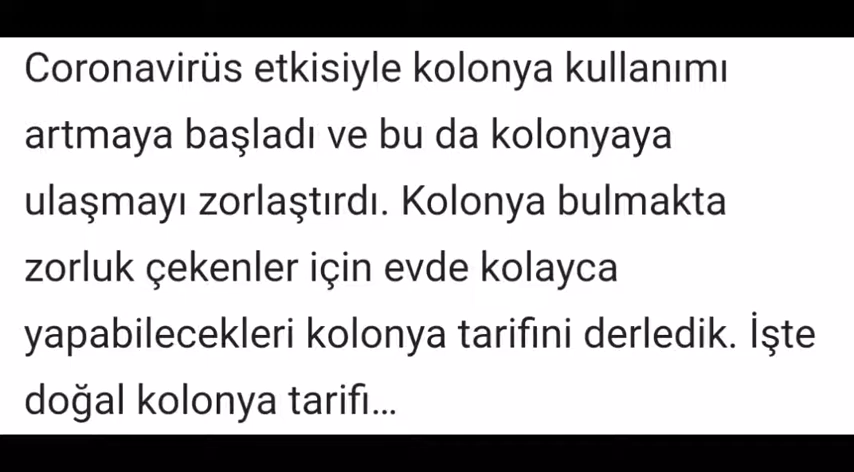 Coronavirüs etkisiyle kolonya kullanımı
artmaya başladı ve bu da kolonyaya
ulaşmayı zorlaştırdı. Kolonya bulmakta
zorluk çekenler için evde kolayca
yapabilecekleri kolonya tarifini derledik. İşte
doğal kolonya tarifi...